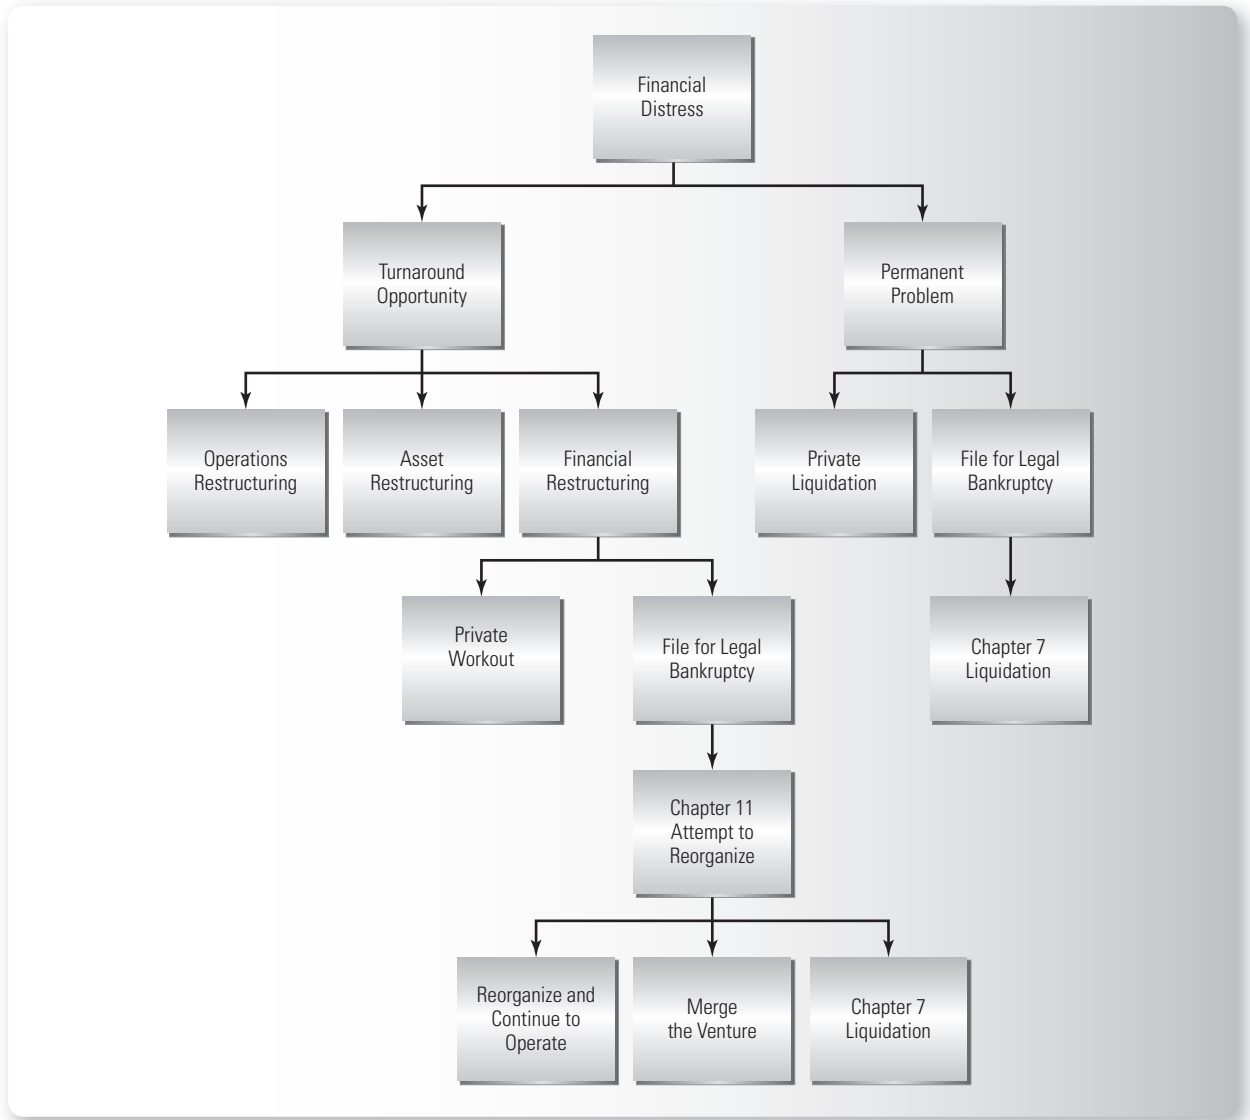 Financial
Distress
Turnaround
Opportunity
Permanent
Problem
Operations
Restructuring
Asset
Restructuring
Financial
Restructuring
Private
Liquidation
File for Legal
Bankruptcy
Private
Workout
File for Legal
Bankruptcy
Chapter 7
Liquidation
Chapter 11
Attempt to
Reorganize
Reorganize and
Continue to
Operate
Merge
the Venture
Chapter 7
Liquidation